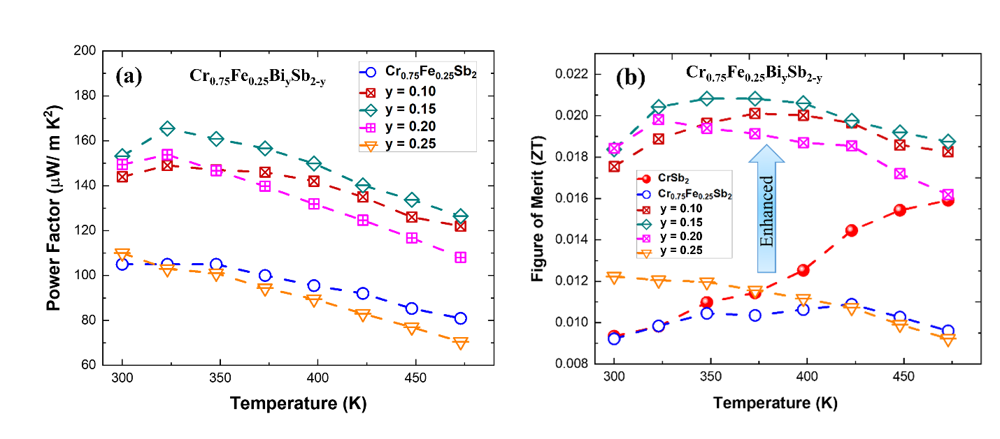 (a)
Cr0.75Fe0.25BiySb2-y
Cr0.75Fe0.25Sb2
y = 0.10
y = 0.15
y = 0.20
y = 0.25
200
180
160
140
120
100
80
60
Power Factor (μW/ m K2)
300
350
400
450
Temperature (K)
(b)
Cr0.75Fe0.25BiySb2-y
CrSb2
Cr0.75Fe0.25Sb2
y = 0.10
y = 0.15
y = 0.20
y = 0.25
Enhanced
0.022
0.020
0.018
0.016
0.014
0.012
0.010
0.008
Figure of Merit (ZT)
300
350
400
450
Temperature (K)